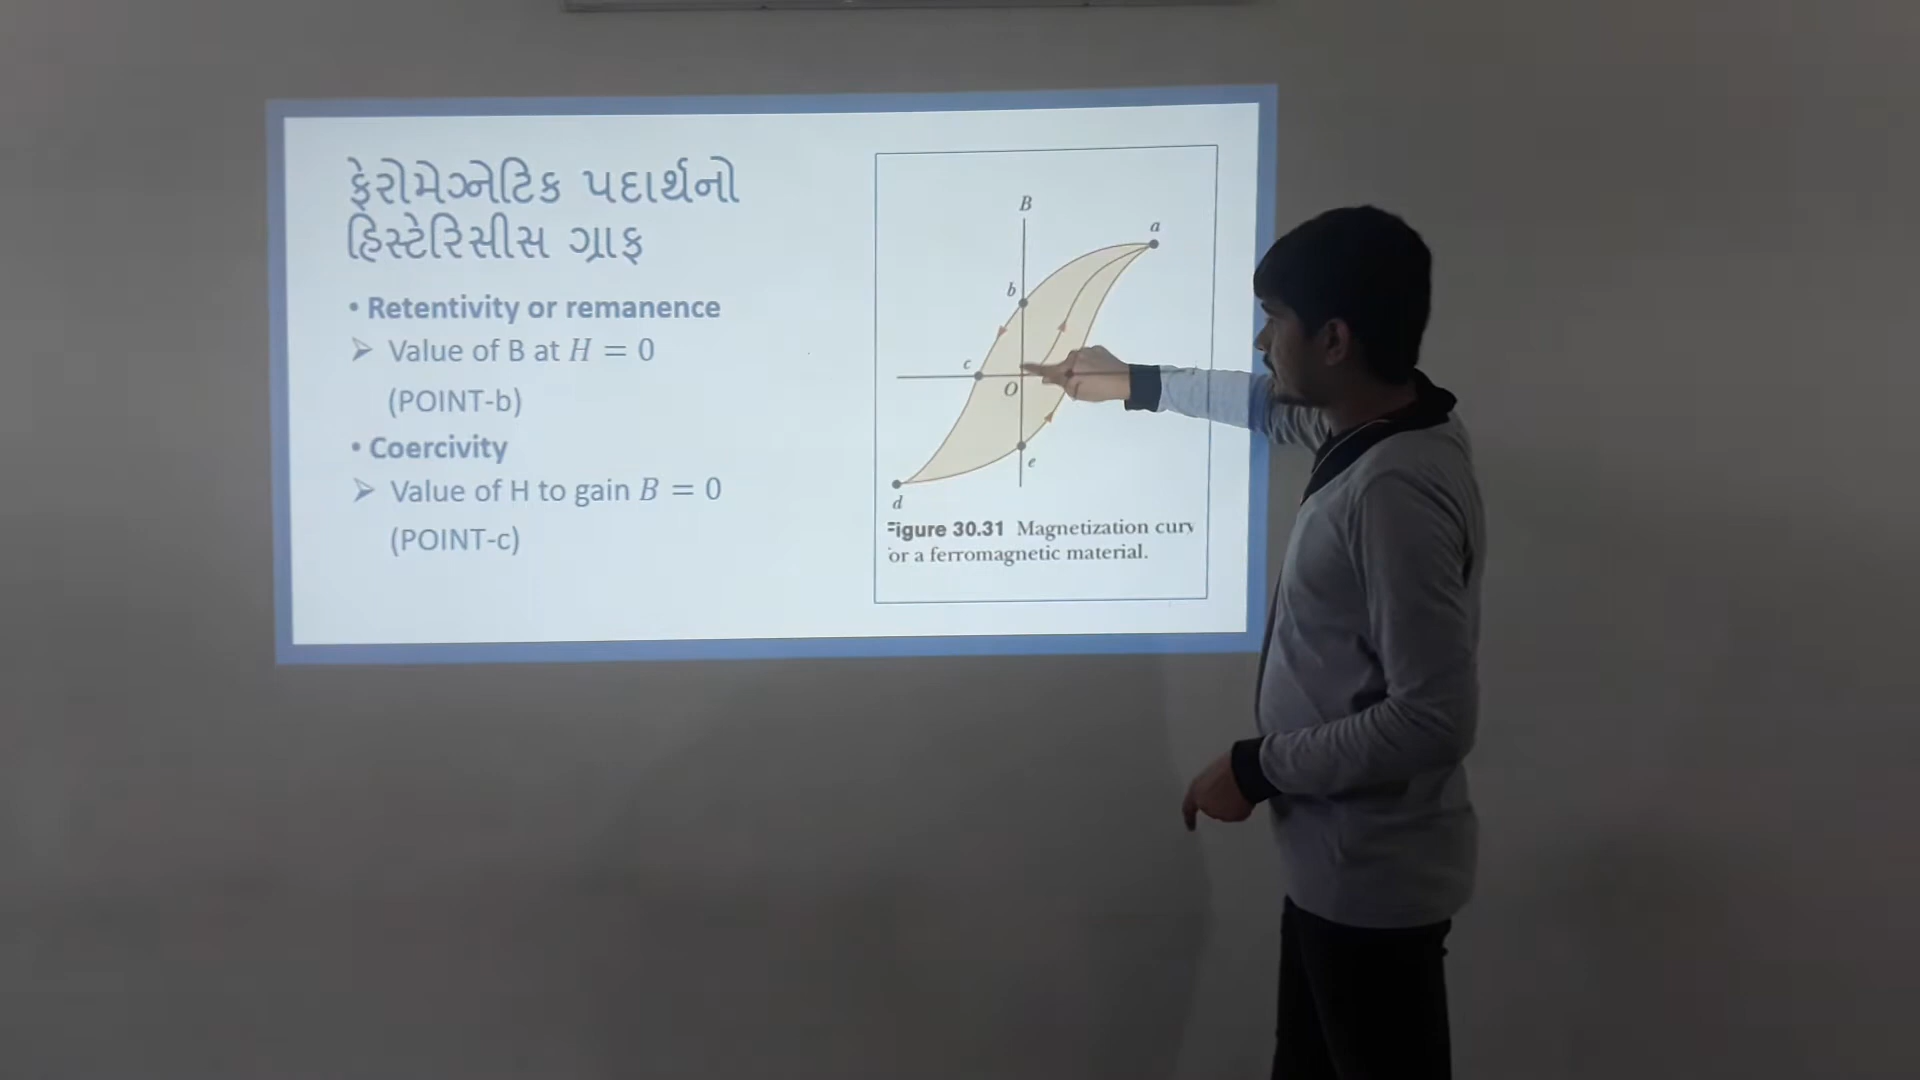 ફેરોમેગ્નેટિક પદાર્થનો
હિસ્ટેરિસીસ ગ્રાફ
• Retentivity or remanence
➢ Value of B at H = 0
(POINT-b)
• Coercivity
➢ Value of H to gain B = 0
(POINT-c)
B
a
b
c
O
e
d
igure 30.31 Magnetization curv
or a ferromagnetic material.